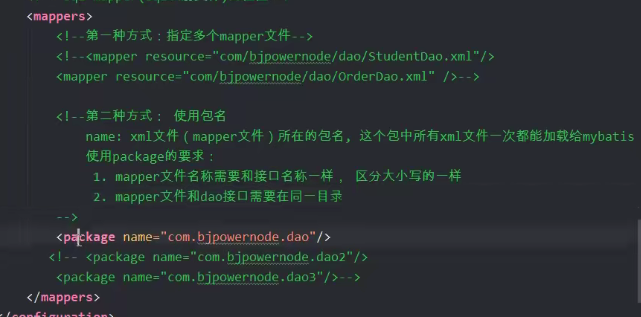 <mappers>
<!--第一种方式：指定多个mapper文件-->
<!--<mapper resource="com/bjpowernode/dao/StudentDao.xml"/>
<mapper resource="com/bjpowernode/dao/OrderDao.xml" />-->
<!--第二种方式： 使用包名
name: xml文件（mapper文件）所在的包名, 这个包中所有xml文件一次都能加载给mybatis
使用package的要求：
1. mapper文件名称需要和接口名称一样， 区分大小写的一样
2. mapper文件和dao接口需要在同一目录
-->
<package name="com.bjpowernode.dao"/>
<!-- <package name="com.bjpowernode.dao2"/>
<package name="com.bjpowernode.dao3"/>-->
</mappers>
</configuration>